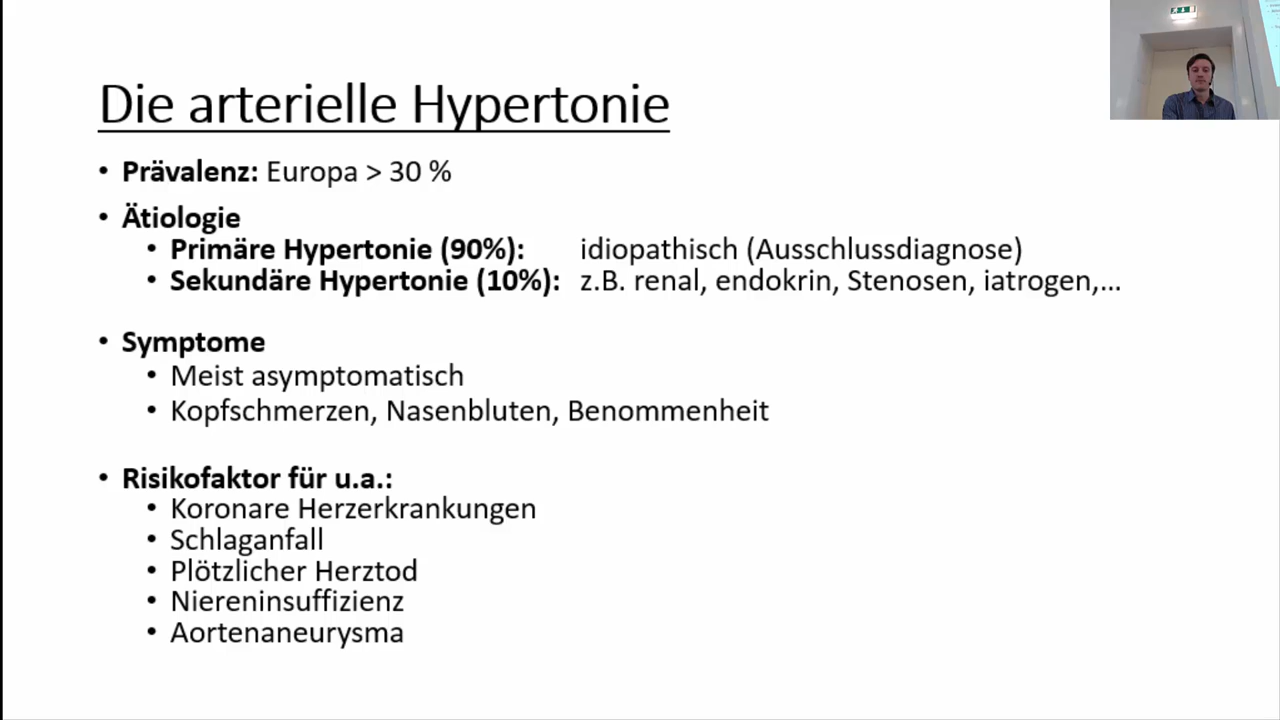 Die arterielle Hypertonie
• Prävalenz: Europa > 30 %
• Ätiologie
• Primäre Hypertonie (90%): idiopathisch (Ausschlussdiagnose)
• Sekundäre Hypertonie (10%): z.B. renal, endokrin, Stenosen, iatrogen,...
• Symptome
• Meist asymptomatisch
• Kopfschmerzen, Nasenbluten, Benommenheit
• Risikofaktor für u.a.:
• Koronare Herzerkrankungen
• Schlaganfall
• Plötzlicher Herztod
• Niereninsuffizienz
• Aortenaneurysma